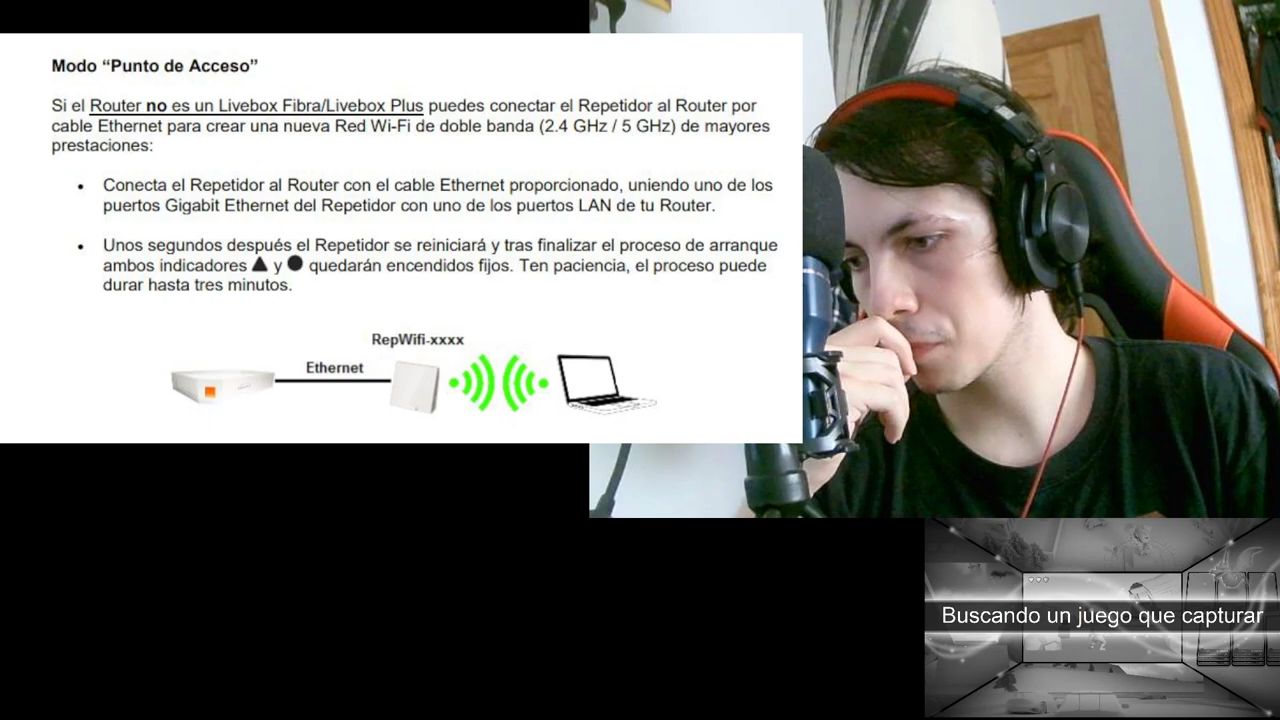 Modo “Punto de Acceso”
Si el Router no es un Livebox Fibra/Livebox Plus puedes conectar el Repetidor al Router por
cable Ethernet para crear una nueva Red Wi-Fi de doble banda (2.4 GHz / 5 GHz) de mayores
prestaciones:
• Conecta el Repetidor al Router con el cable Ethernet proporcionado, uniendo uno de los
puertos Gigabit Ethernet del Repetidor con uno de los puertos LAN de tu Router.
• Unos segundos después el Repetidor se reiniciará y tras finalizar el proceso de arranque
ambos indicadores ▲ y ● quedarán encendidos fijos. Ten paciencia, el proceso puede
durar hasta tres minutos.
RepWifi-xxxx
Ethernet
Buscando un juego que capturar